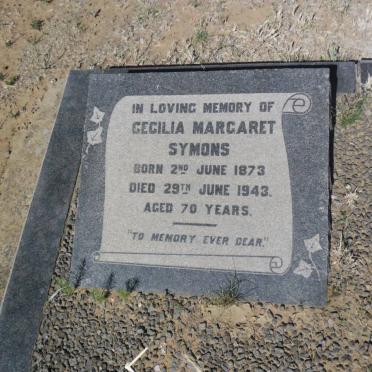 IN LOVING MEMORY OF
CECILIA MARGARET
SYMONS
BORN 2ND JUNE 1873
DIED 29TH JUNE 1943.
AGED 70 YEARS.
"TO MEMORY EVER DEAR."